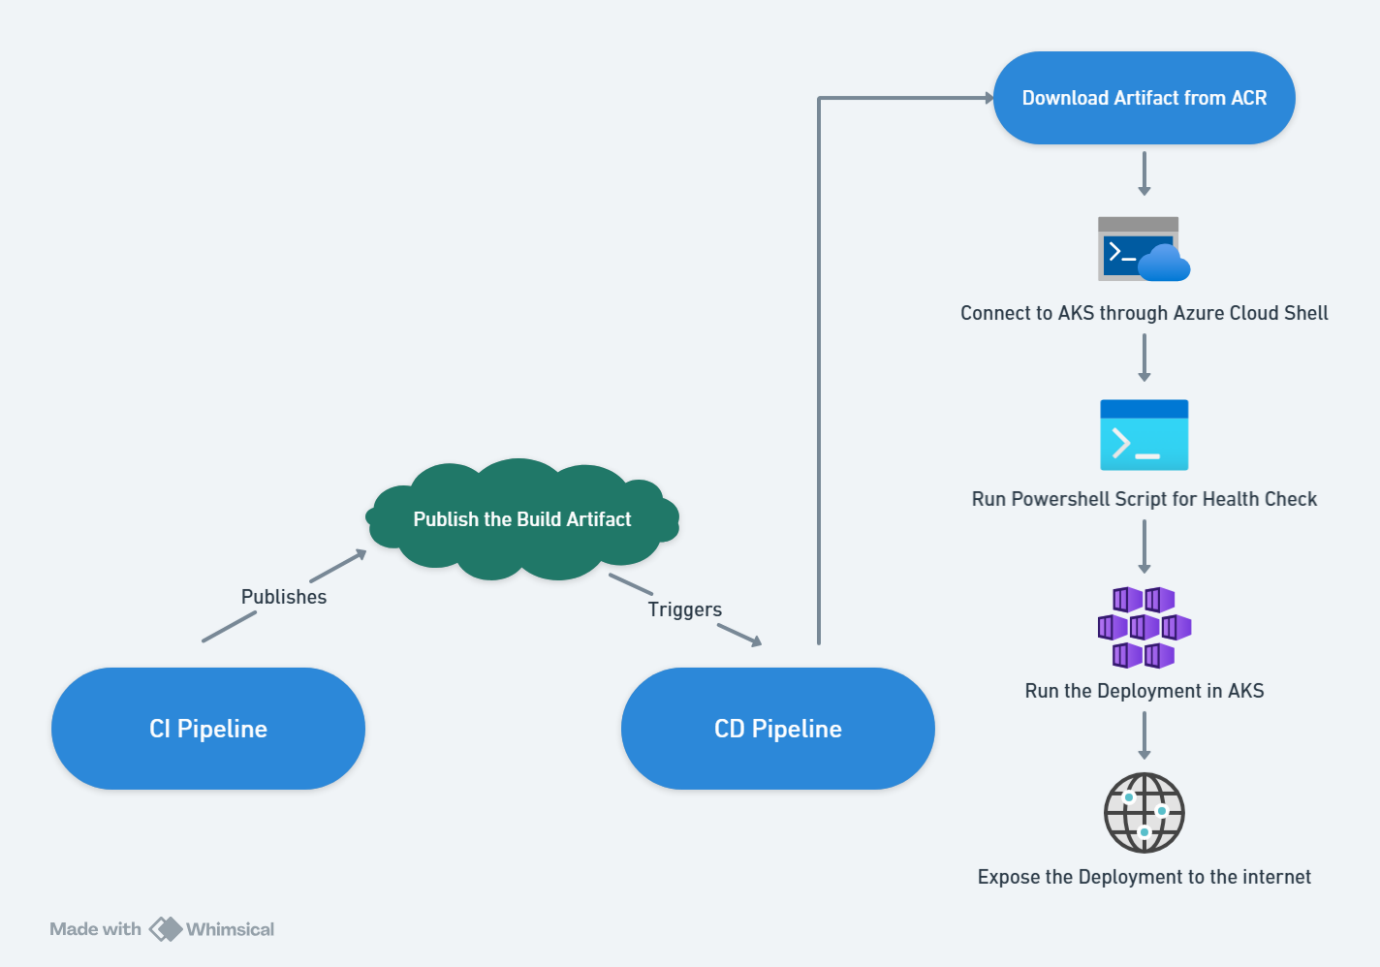 Download Artifact from ACR
Connect to AKS through Azure Cloud Shell
Run Powershell Script for Health Check
Publish the Build Artifact
Publishes
Triggers
CI Pipeline
CD Pipeline
Run the Deployment in AKS
Expose the Deployment to the internet
Made with Whimsical